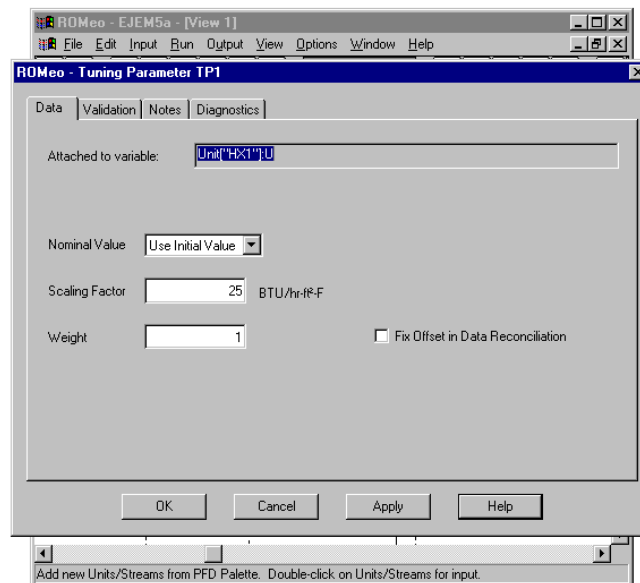 ROMeo - EJEM5a - [View 1]
File Edit Input Run Output View Options Window Help
ROMeo - Tuning Parameter TP1
Data Validation Notes Diagnostics
Attached to variable: Unit["HX1"]:U
Nominal Value Use Initial Value
Scaling Factor 25 BTU/hr-ft²-F
Weight 1 Fix Offset in Data Reconciliation
OK Cancel Apply Help
Add new Units/Streams from PFD Palette. Double-click on Units/Streams for input.